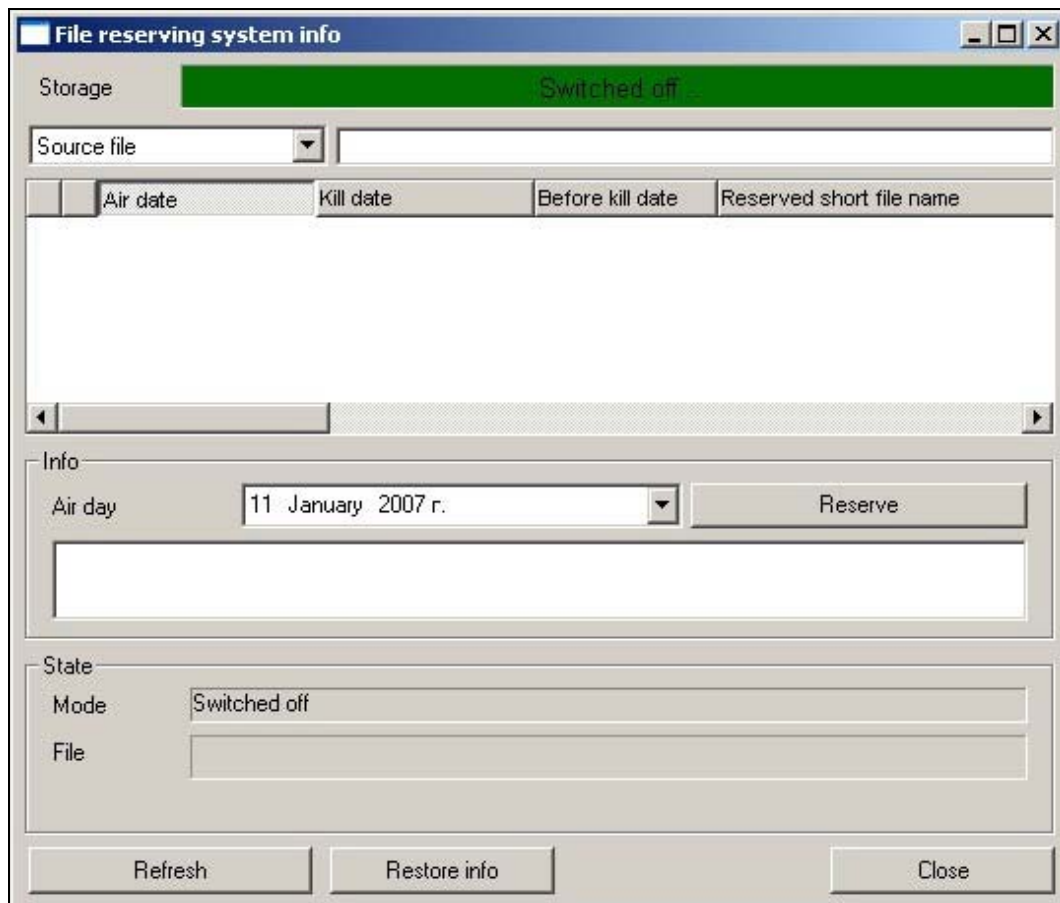 File reserving system info
Storage
Switched off ...
Source file
Air date Kill date Before kill date Reserved short file name
Info
Air day 11 January 2007 г. Reserve
State
Mode Switched off
File
Refresh Restore info Close